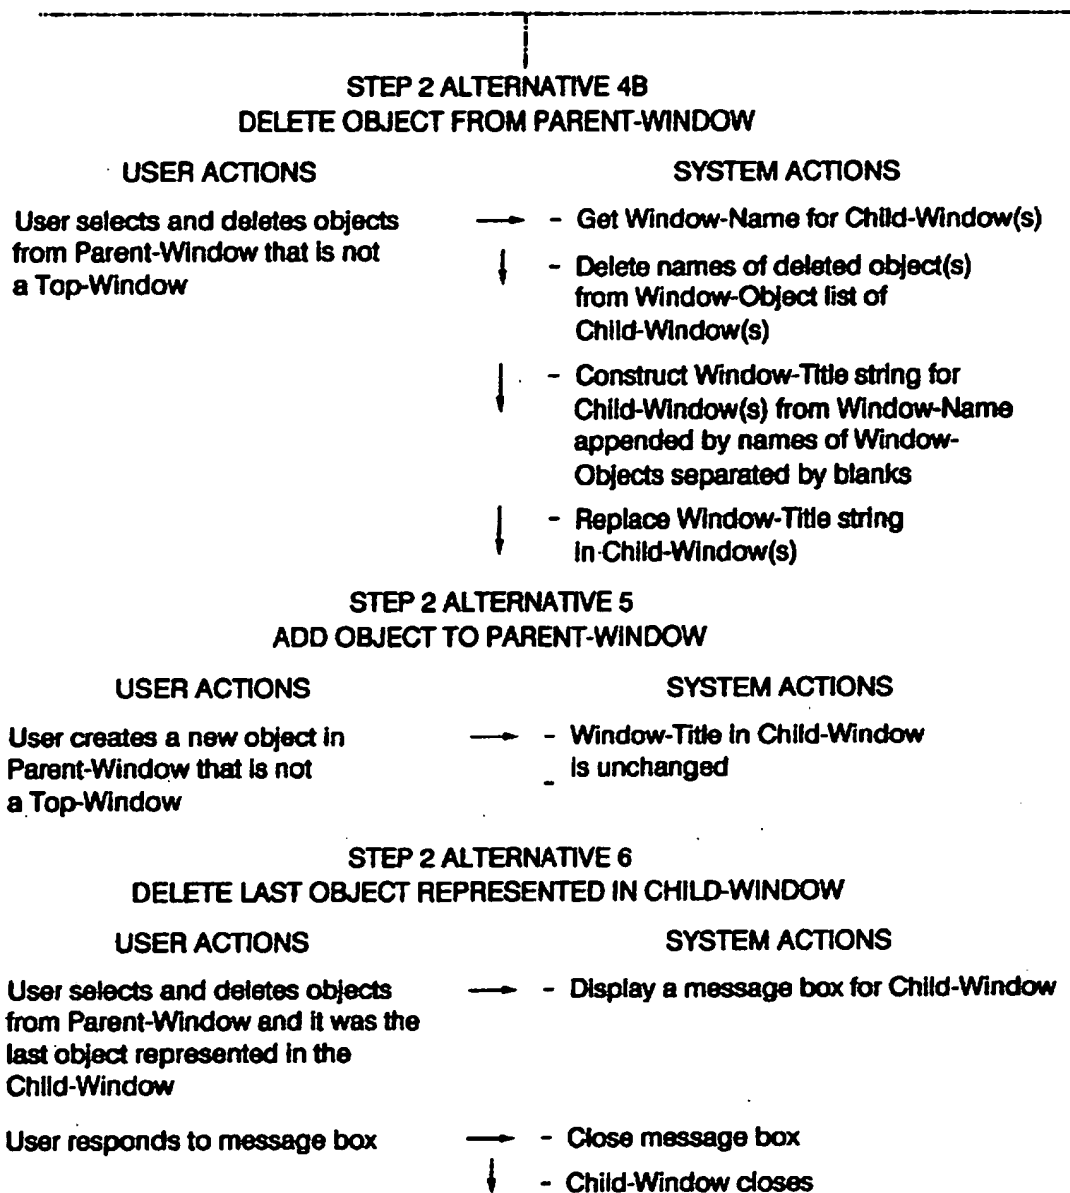 STEP 2 ALTERNATIVE 4B
DELETE OBJECT FROM PARENT-WINDOW
USER ACTIONS
SYSTEM ACTIONS
User selects and deletes objects
from Parent-Window that is not
a Top-Window
- Get Window-Name for Child-Window(s)
- Delete names of deleted object(s)
from Window-Object list of
Child-Window(s)
- Construct Window-Title string for
Child-Window(s) from Window-Name
appended by names of Window-
Objects separated by blanks
- Replace Window-Title string
in Child-Window(s)
STEP 2 ALTERNATIVE 5
ADD OBJECT TO PARENT-WINDOW
USER ACTIONS
SYSTEM ACTIONS
User creates a new object in
Parent-Window that is not
a Top-Window
- Window-Title in Child-Window
is unchanged
STEP 2 ALTERNATIVE 6
DELETE LAST OBJECT REPRESENTED IN CHILD-WINDOW
USER ACTIONS
SYSTEM ACTIONS
User selects and deletes objects
from Parent-Window and it was the
last object represented in the
Child-Window
- Display a message box for Child-Window
User responds to message box
- Close message box
- Child-Window closes